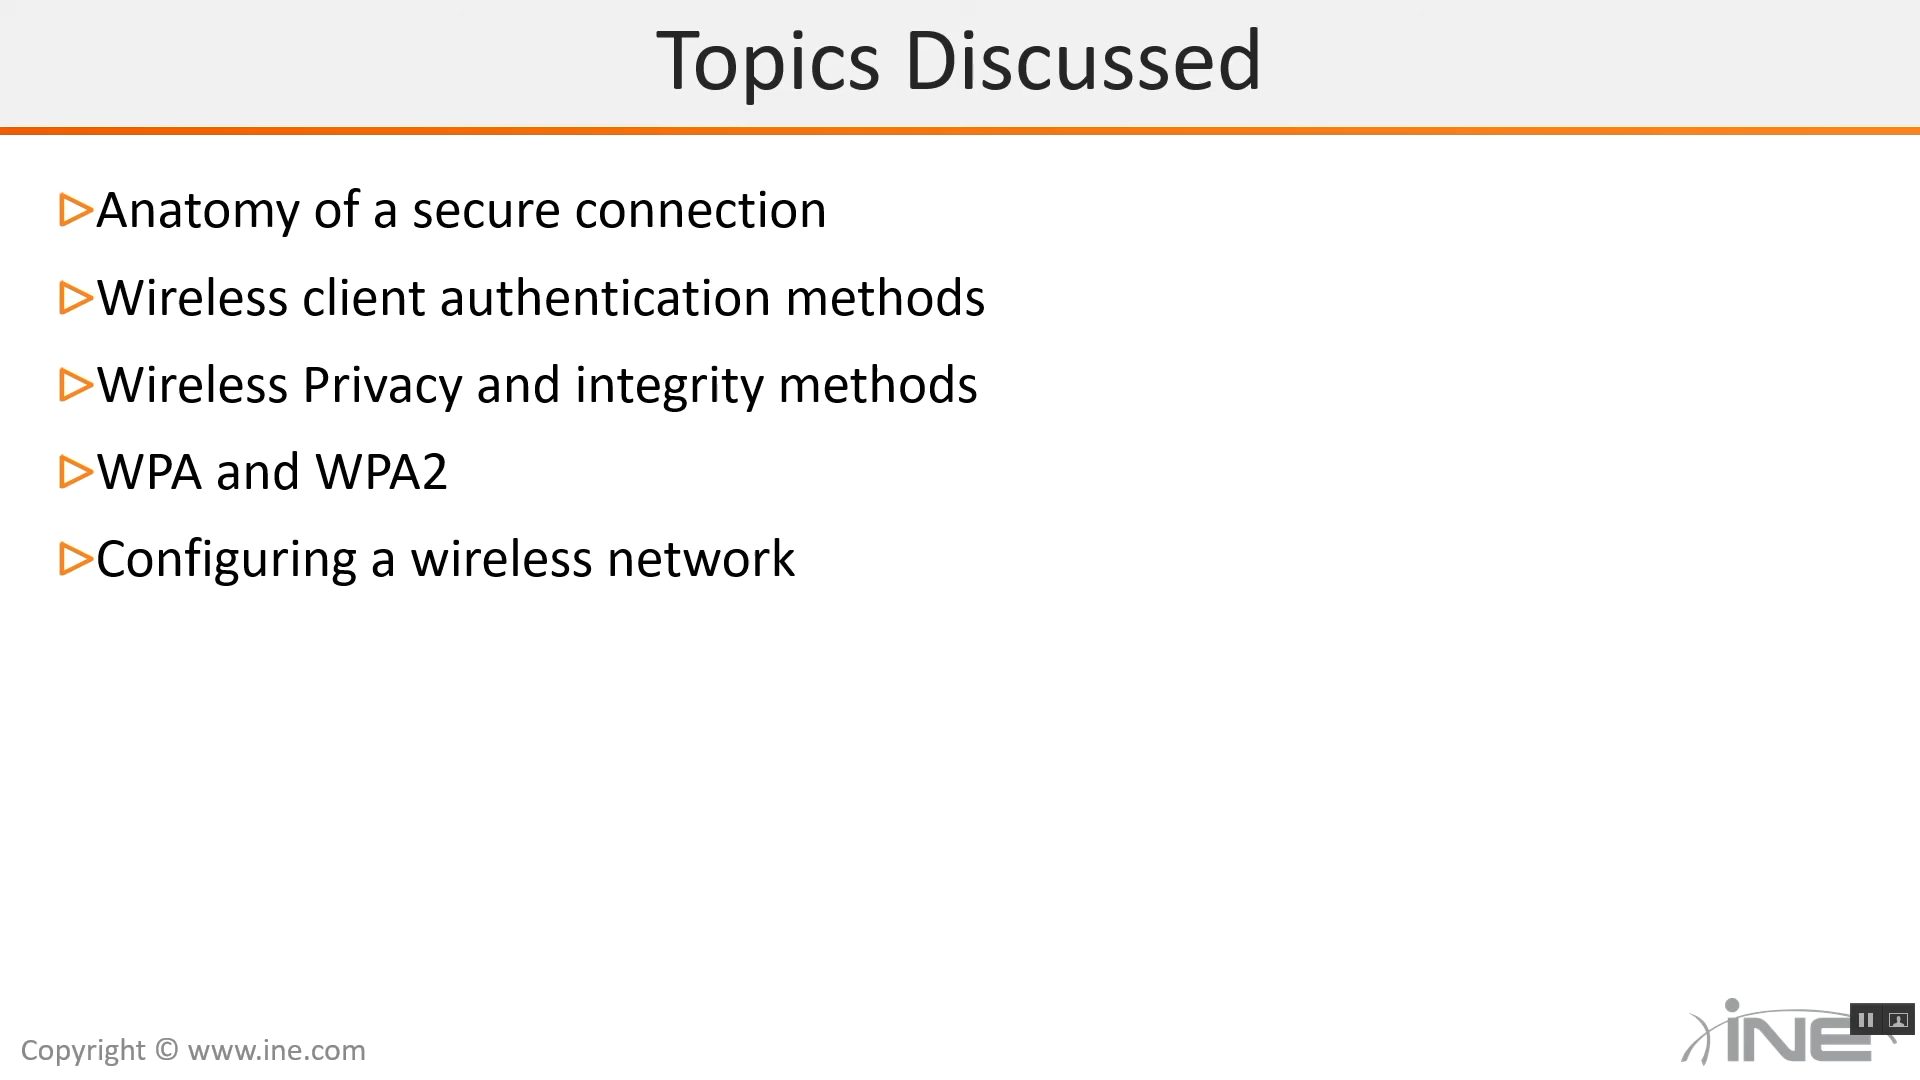 Topics Discussed
Anatomy of a secure connection
Wireless client authentication methods
Wireless Privacy and integrity methods
WPA and WPA2
Configuring a wireless network
Copyright © www.ine.com
iNE